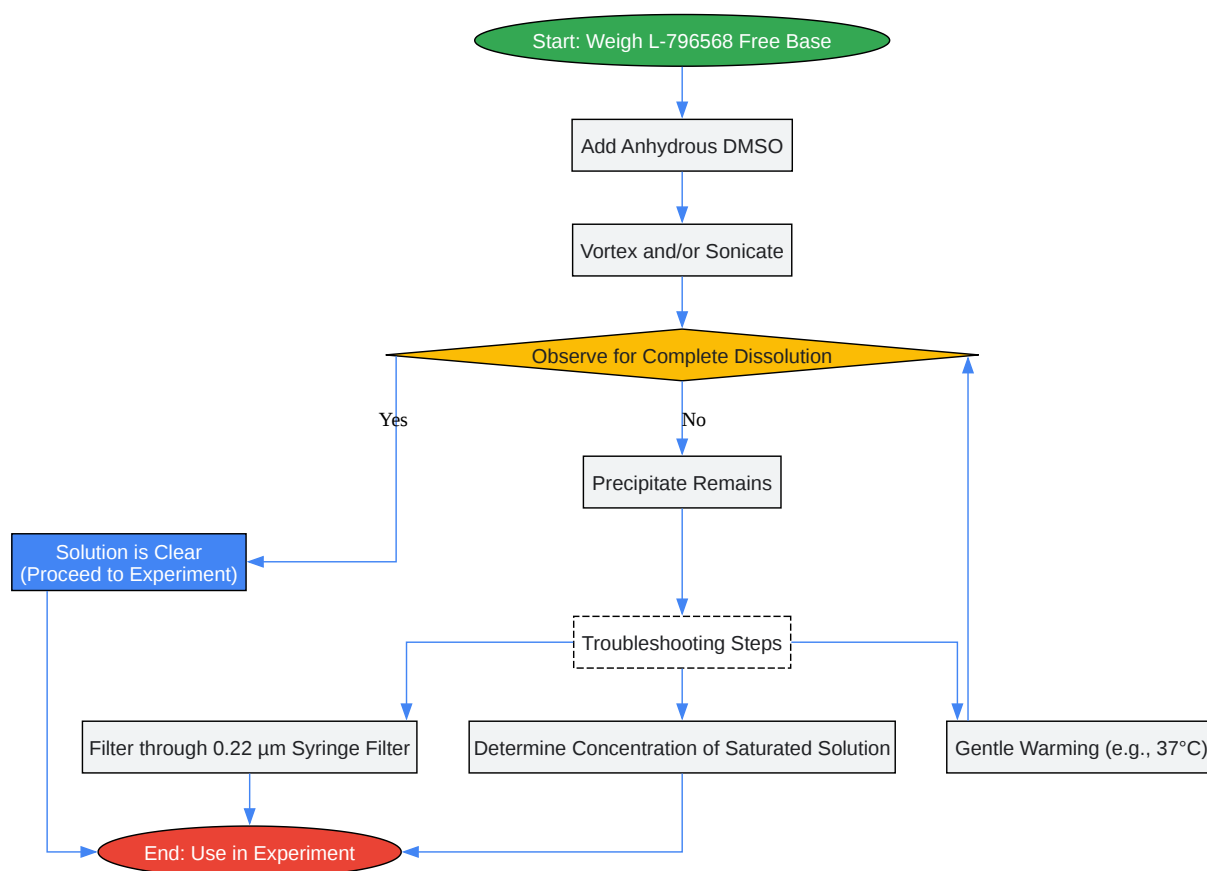 Start: Weigh L-796568 Free Base
Add Anhydrous DMSO
Vortex and/or Sonicate
Observe for Complete Dissolution
Yes
No
Precipitate Remains
Solution is Clear
(Proceed to Experiment)
Troubleshooting Steps
Filter through 0.22 µm Syringe Filter
Determine Concentration of Saturated Solution
Gentle Warming (e.g., 37°C)
End: Use in Experiment